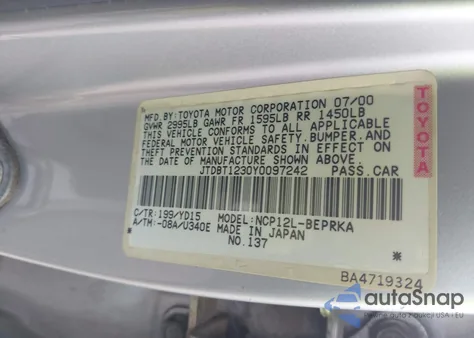 MFD.BY:TOYOTA MOTOR CORPORATION 07/00
GVWR 2995LB GAWR FR 1595LB RR 1450LB
THIS VEHICLE CONFORMS TO ALL APPLICABLE
FEDERAL MOTOR VEHICLE SAFETY,BUMPER,AND
THEFT PREVENTION STANDARDS IN EFFECT ON
THE DATE OF MANUFACTURE SHOWN ABOVE.
JTDBT1230Y0097242 PASS.CAR
C/TR:199/YD15 MODEL:NCP12L-BEPRKA
A/TM:-08A/U340E MADE IN JAPAN
NO.137
TOYOTA
BA4719324
autoSnap